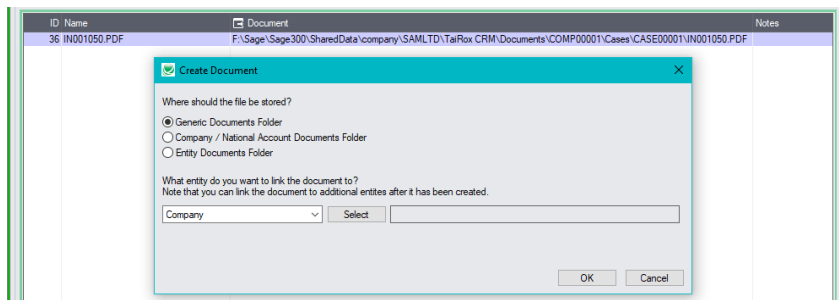 ID Name Document Notes
36 IN001050.PDF F:\Sage\Sage300\SharedData\company\SAMLTD\TaiRox CRM\Documents\COMP00001\Cases\CASE00001\IN001050.PDF
Create Document
Where should the file be stored?
Generic Documents Folder
Company / National Account Documents Folder
Entity Documents Folder
What entity do you want to link the document to?
Note that you can link the document to additional entites after it has been created.
Company Select
OK Cancel